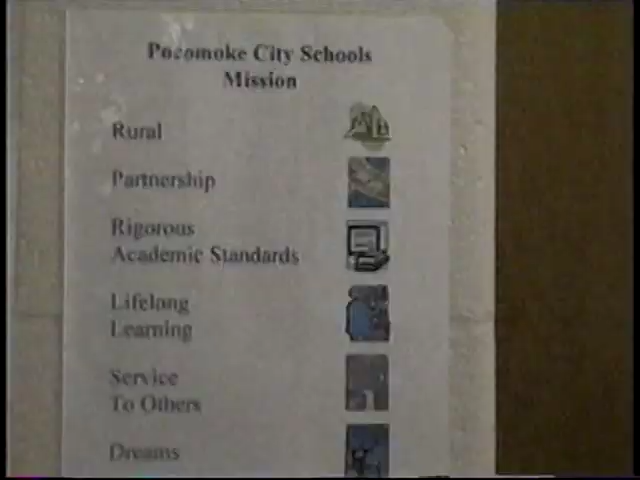 Pocomoke City Schools
Mission
Rural
Partnership
Rigorous
Academic Standards
Lifelong
Learning
Service
To Others
Dreams